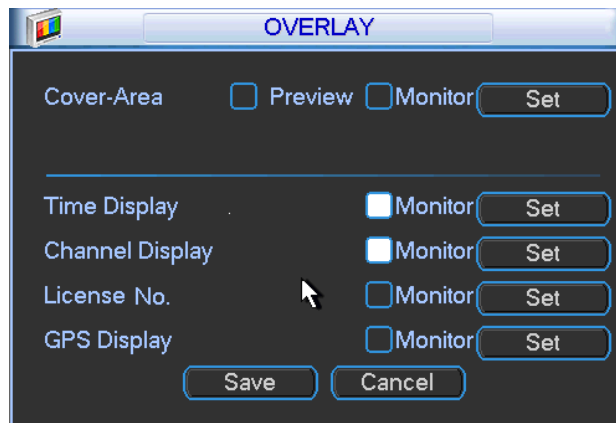 OVERLAY
Cover-Area Preview Monitor Set
Time Display Monitor Set
Channel Display Monitor Set
License No. Monitor Set
GPS Display Monitor Set
Save Cancel